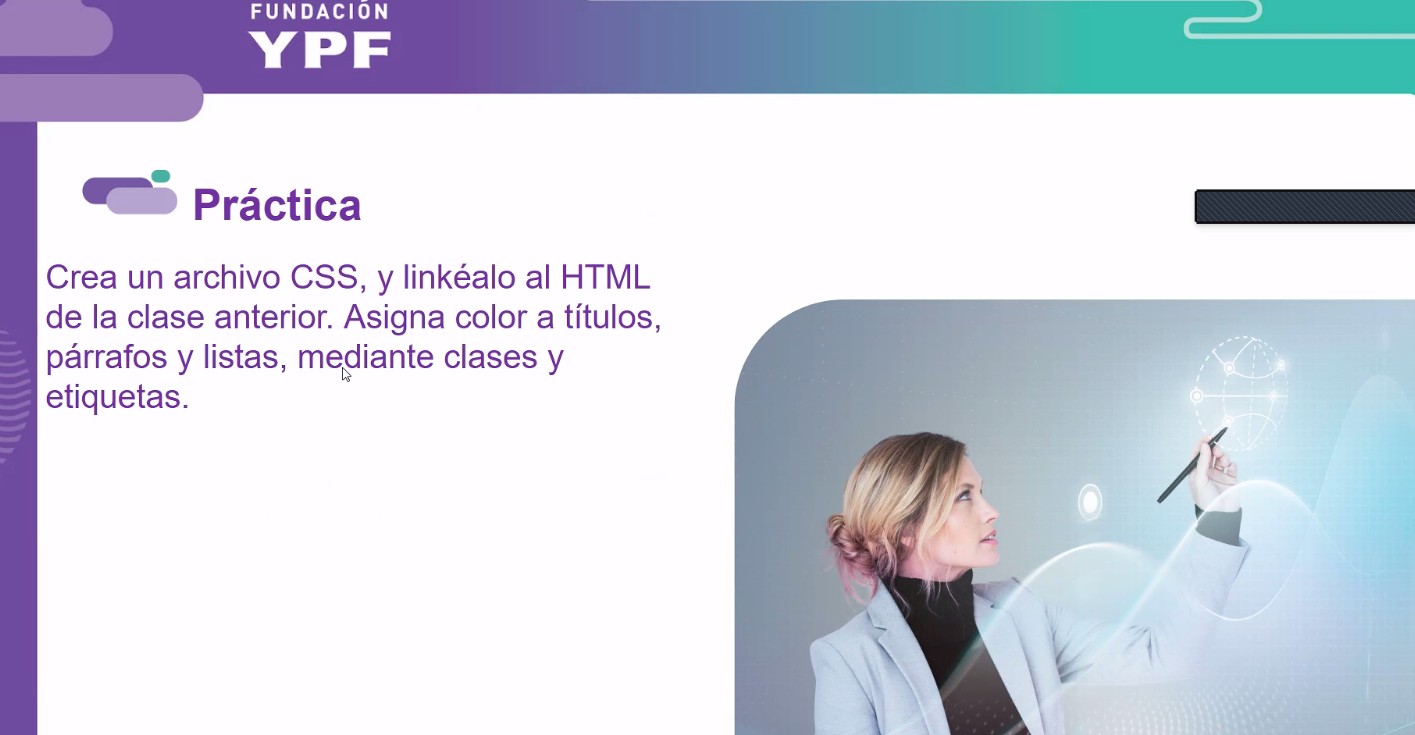 FUNDACIÓN
YPF
Práctica
Crea un archivo CSS, y linkéalo al HTML
de la clase anterior. Asigna color a títulos,
párrafos y listas, mediante clases y
etiquetas.